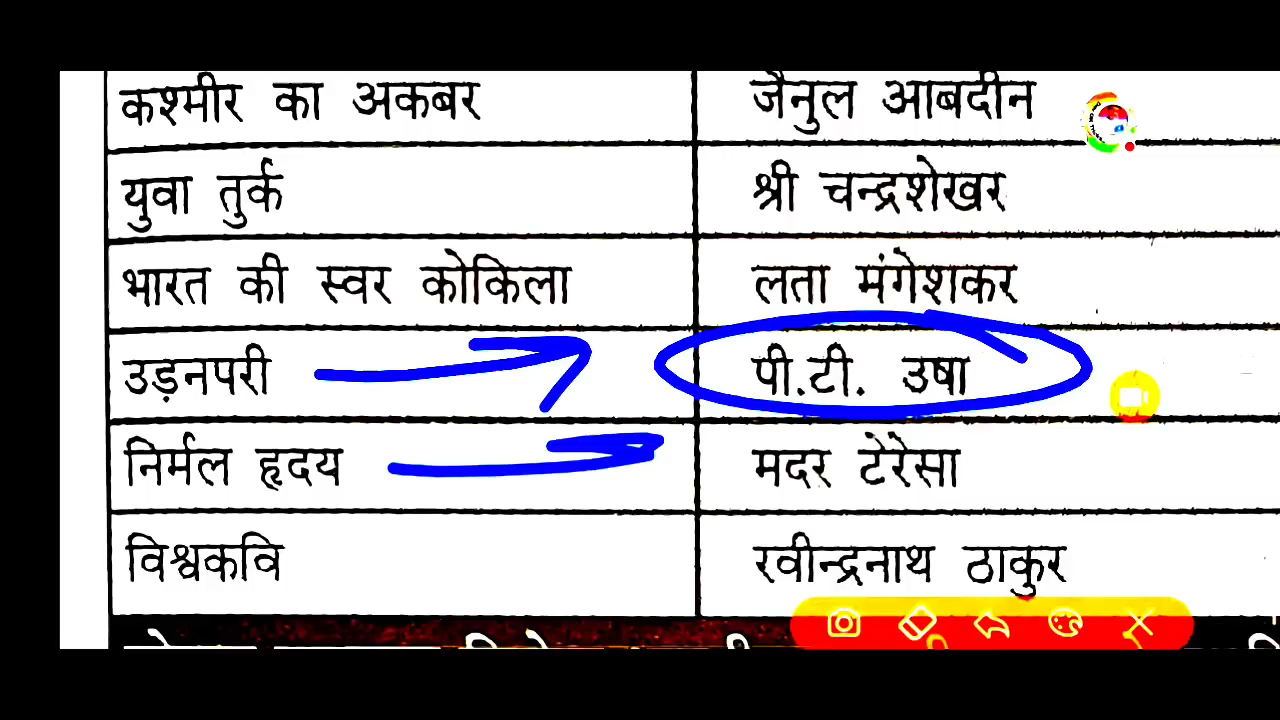 कश्मीर का अकबर जैनुल आबदीन
युवा तुर्क श्री चन्द्रशेखर
भारत की स्वर कोकिला लता मंगेशकर
उड़नपरी पी.टी. उषा
निर्मल हृदय मदर टेरेसा
विश्वकवि रवीन्द्रनाथ ठाकुर